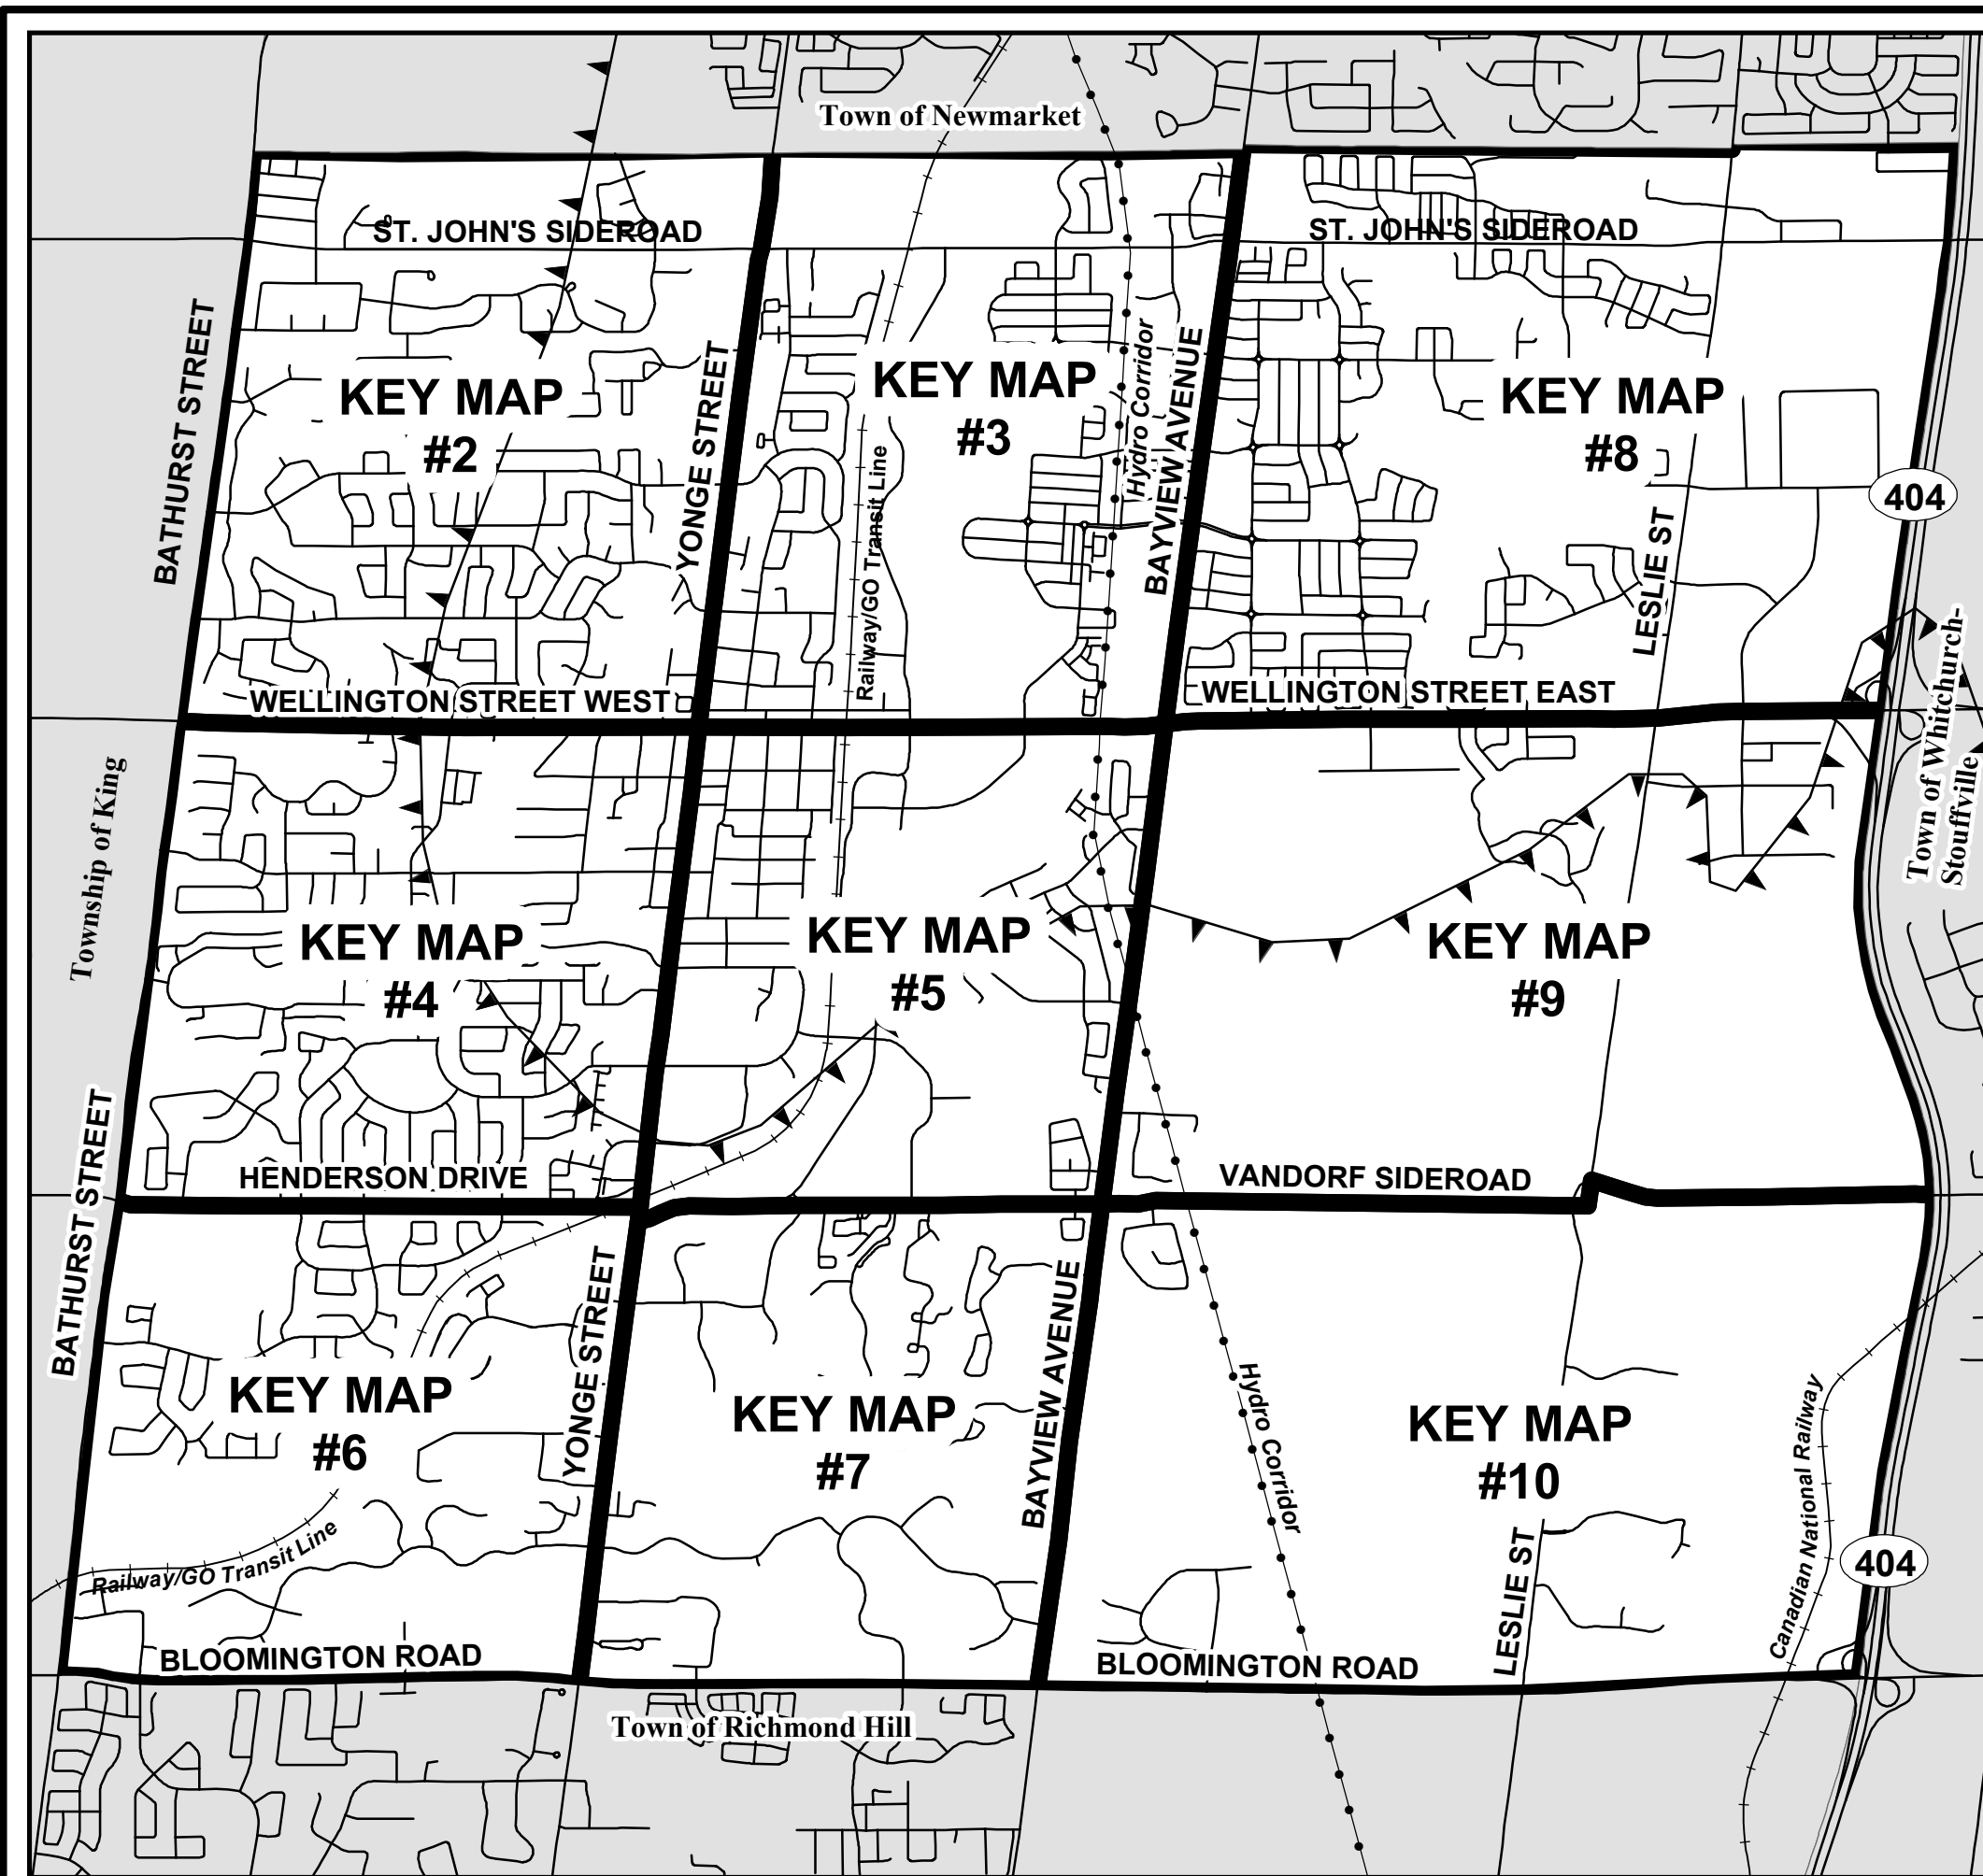 Town of Newmarket
ST. JOHN'S SIDEROAD
ST. JOHN'S SIDEROAD
BATHURST STREET
KEY MAP
#2
YONGE STREET
KEY MAP
#3
Hydro Corridor
BAYVIEW AVENUE
KEY MAP
#8
404
Railway/GO Transit Line
LESLIE ST
WELLINGTON STREET WEST
WELLINGTON STREET EAST
Town of Whitchurch-
Stouffville
Township of King
KEY MAP
#4
KEY MAP
#5
KEY MAP
#9
HENDERSON DRIVE
VANDORF SIDEROAD
BATHURST STREET
YONGE STREET
BAYVIEW AVENUE
KEY MAP
#6
KEY MAP
#7
Hydro Corridor
KEY MAP
#10
Canadian National Railway
Railway/GO Transit Line
LESLIE ST
404
BLOOMINGTON ROAD
BLOOMINGTON ROAD
Town of Richmond Hill